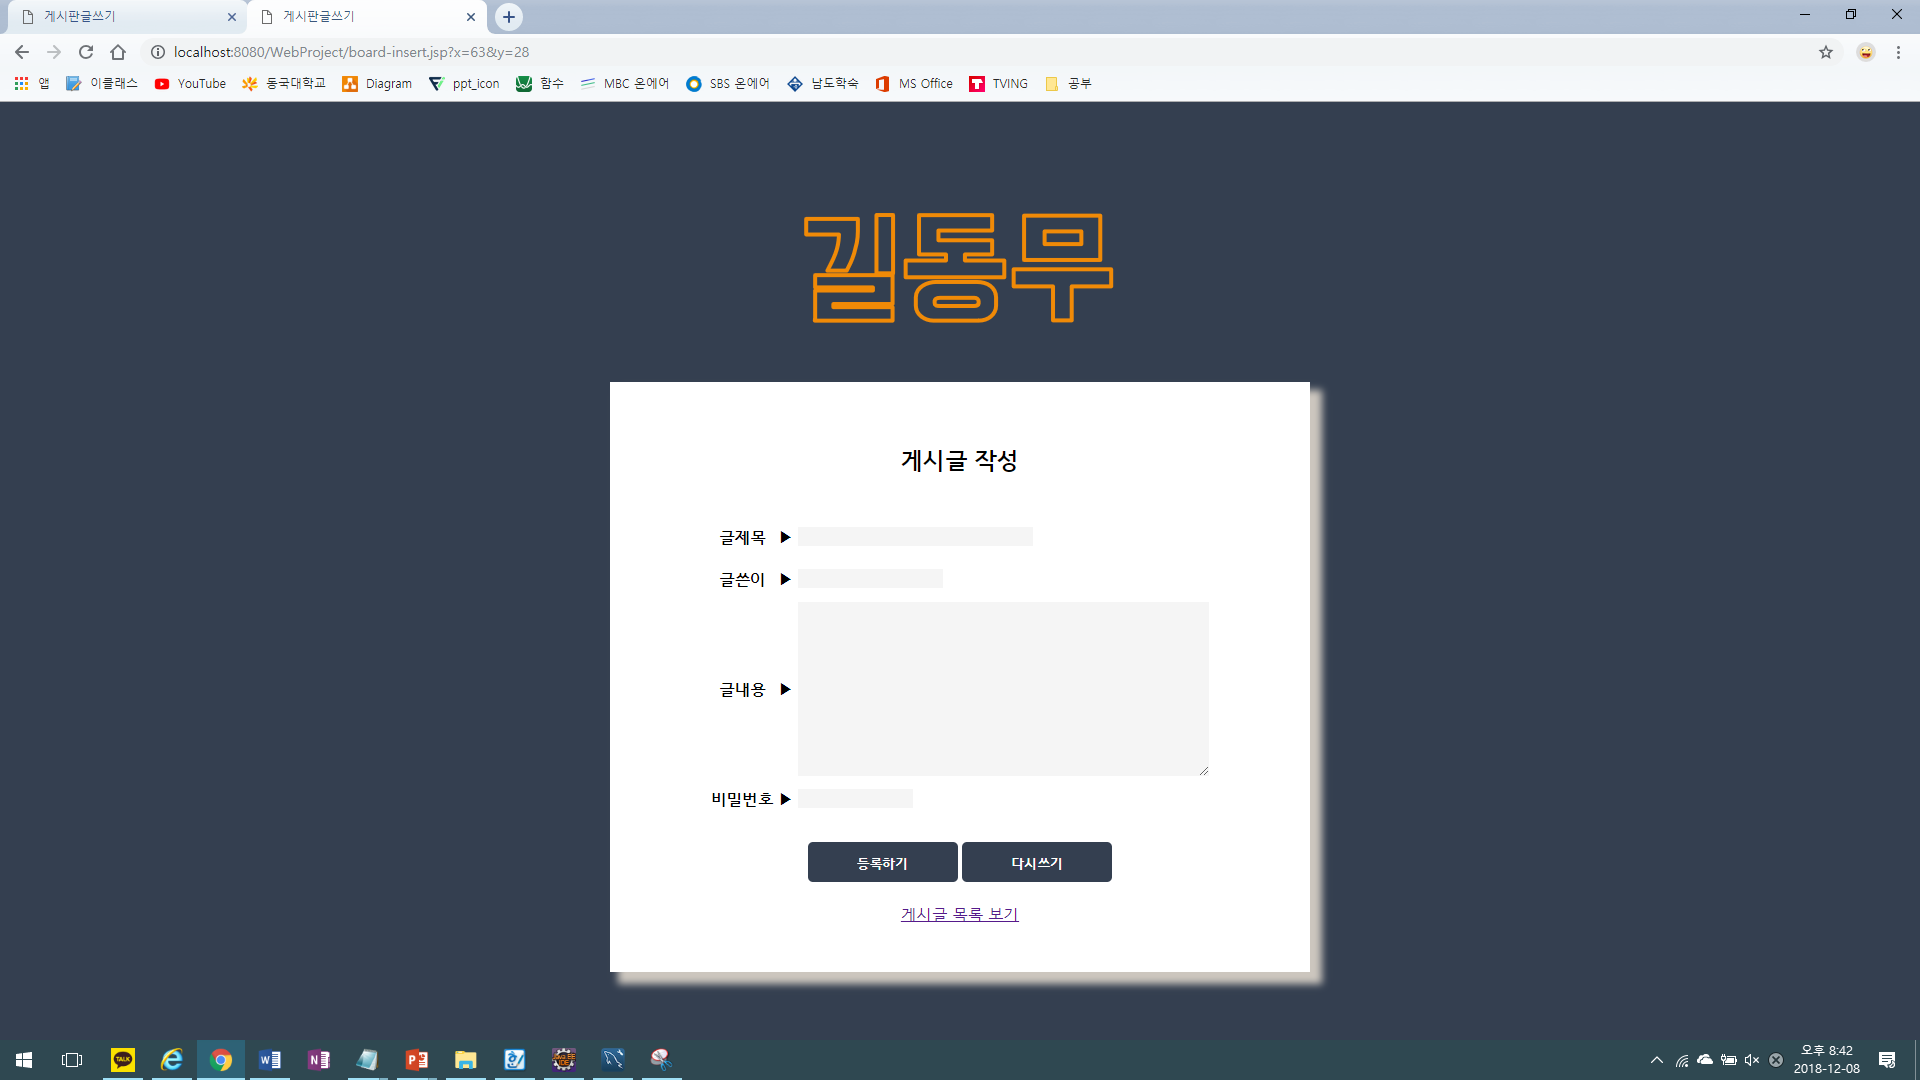 게시판글쓰기
게시판글쓰기
localhost:8080/WebProject/board-insert.jsp?x=63&y=28
앱 이클래스 YouTube 동국대학교 Diagram ppt_icon 함수 MBC 온에어 SBS 온에어 남도학숙 MS Office TVING 공부
길동무
게시글 작성
글제목 ▶
글쓴이 ▶
글내용 ▶
비밀번호 ▶
등록하기 다시쓰기
게시글 목록 보기
TALK
오후 8:42
2018-12-08